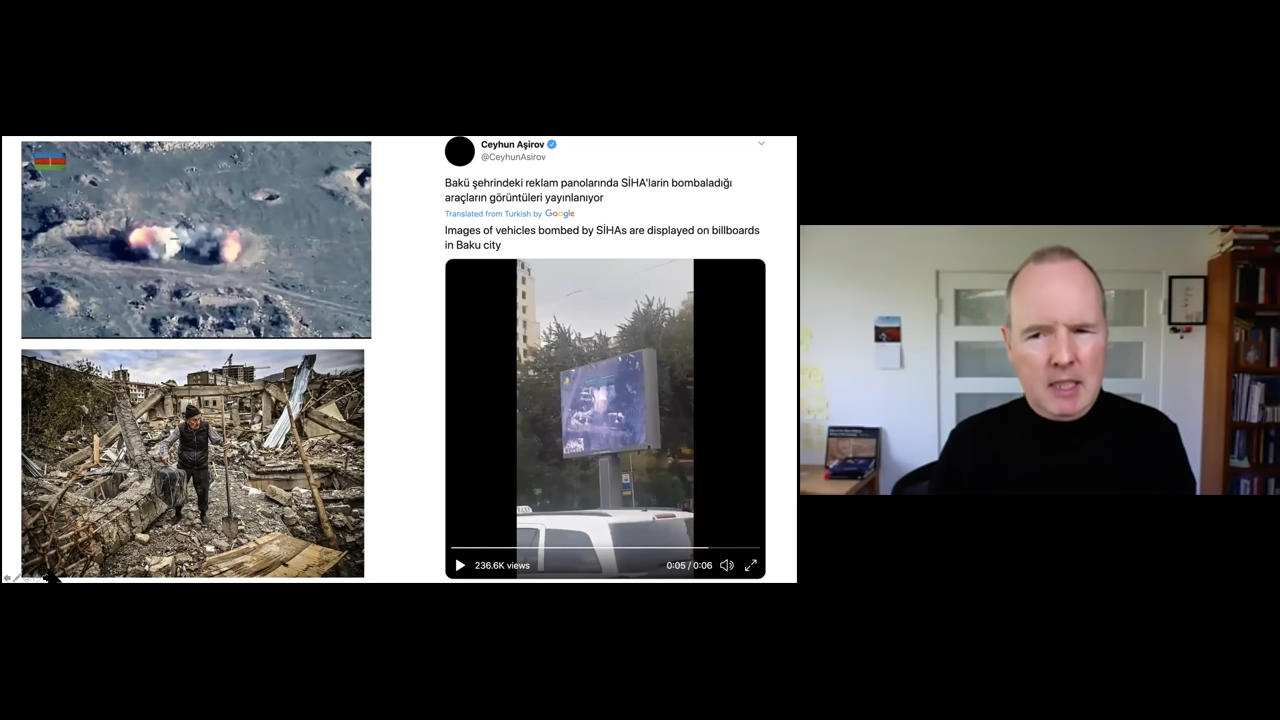 Ceyhun Aşirov
@CeyhunAsirov
Bakü şehrindeki reklam panolarında SİHA'larin bombaladığı
araçların görüntüleri yayınlanıyor
Translated from Turkish by Google
Images of vehicles bombed by SİHAs are displayed on billboards
in Baku city
TAXI
236.6K views
0:05 / 0:06